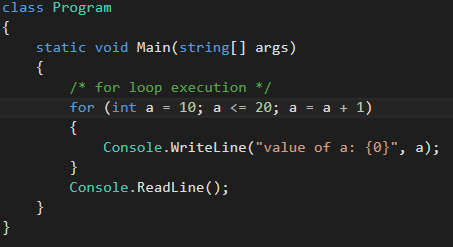 class Program
{
    static void Main(string[] args)
    {
        /* for loop execution */
        for (int a = 10; a <= 20; a = a + 1)
        {
            Console.WriteLine("value of a: {0}", a);
        }
        Console.ReadLine();
    }
}